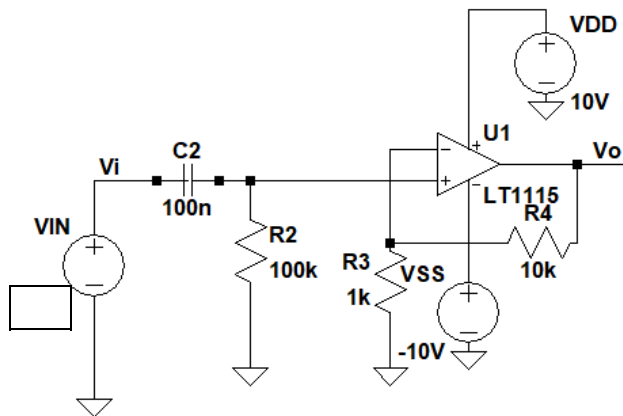 VDD
10V
U1
C2
Vi
Vo
100n
LT1115
VIN
R2
R4
100k
R3
VSS
10k
1k
-10V